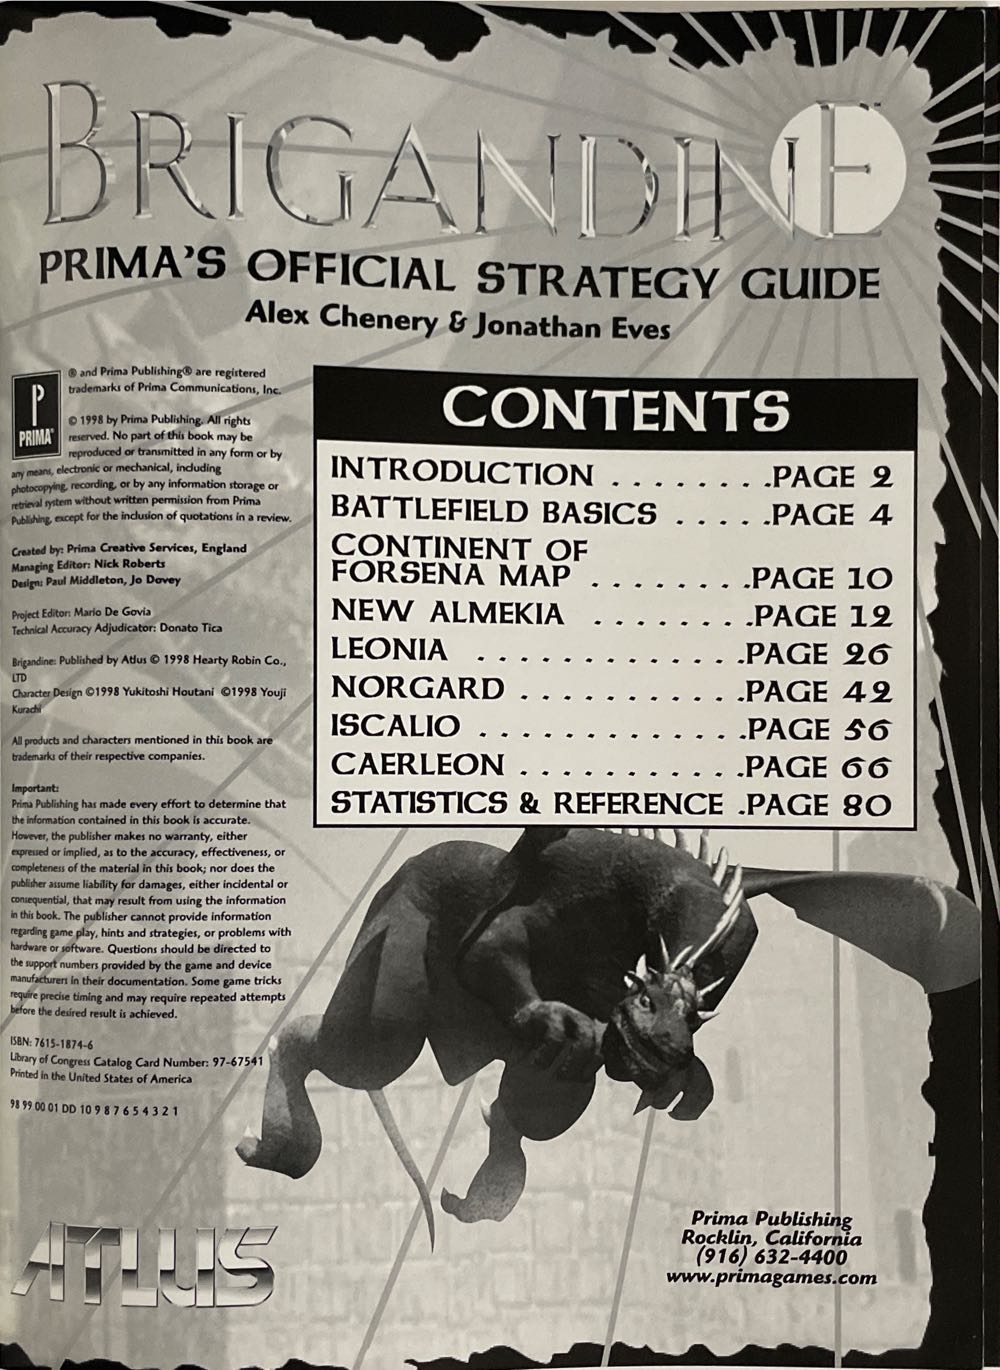 BRIGANDINE™
PRIMA'S OFFICIAL STRATEGY GUIDE
Alex Chenery & Jonathan Eves
P
PRIMA®
® and Prima Publishing® are registered
trademarks of Prima Communications, Inc.
© 1998 by Prima Publishing. All rights
reserved. No part of this book may be
reproduced or transmitted in any form or by
any means, electronic or mechanical, including
photocopying, recording, or by any information storage or
retrieval system without written permission from Prima
Publishing, except for the inclusion of quotations in a review.
Created by: Prima Creative Services, England
Managing Editor: Nick Roberts
Design: Paul Middleton, Jo Dovey
Project Editor: Mario De Govia
Technical Accuracy Adjudicator: Donato Tica
Brigandine: Published by Atlus © 1998 Hearty Robin Co.,
LTD
Character Design ©1998 Yukitoshi Houtani ©1998 Youji
Kurachi
All products and characters mentioned in this book are
trademarks of their respective companies.
Important:
Prima Publishing has made every effort to determine that
the information contained in this book is accurate.
However, the publisher makes no warranty, either
expressed or implied, as to the accuracy, effectiveness, or
completeness of the material in this book; nor does the
publisher assume liability for damages, either incidental or
consequential, that may result from using the information
in this book. The publisher cannot provide information
regarding game play, hints and strategies, or problems with
hardware or software. Questions should be directed to
the support numbers provided by the game and device
manufacturers in their documentation. Some game tricks
require precise timing and may require repeated attempts
before the desired result is achieved.
ISBN: 7615-1874-6
Library of Congress Catalog Card Number: 97-67541
Printed in the United States of America
98 99 00 01 DD 10 9 8 7 6 5 4 3 2 1
ATLUS
CONTENTS
INTRODUCTION . . . . . . . .PAGE 2
BATTLEFIELD BASICS . . . . .PAGE 4
CONTINENT OF
FORSENA MAP . . . . . . . .PAGE 10
NEW ALMEKIA . . . . . . . .PAGE 12
LEONIA . . . . . . . . . . . . .PAGE 26
NORGARD . . . . . . . . . . .PAGE 42
ISCALIO . . . . . . . . . . . . .PAGE 56
CAERLEON . . . . . . . . . . .PAGE 66
STATISTICS & REFERENCE .PAGE 80
Prima Publishing
Rocklin, California
(916) 632-4400
www.primagames.com